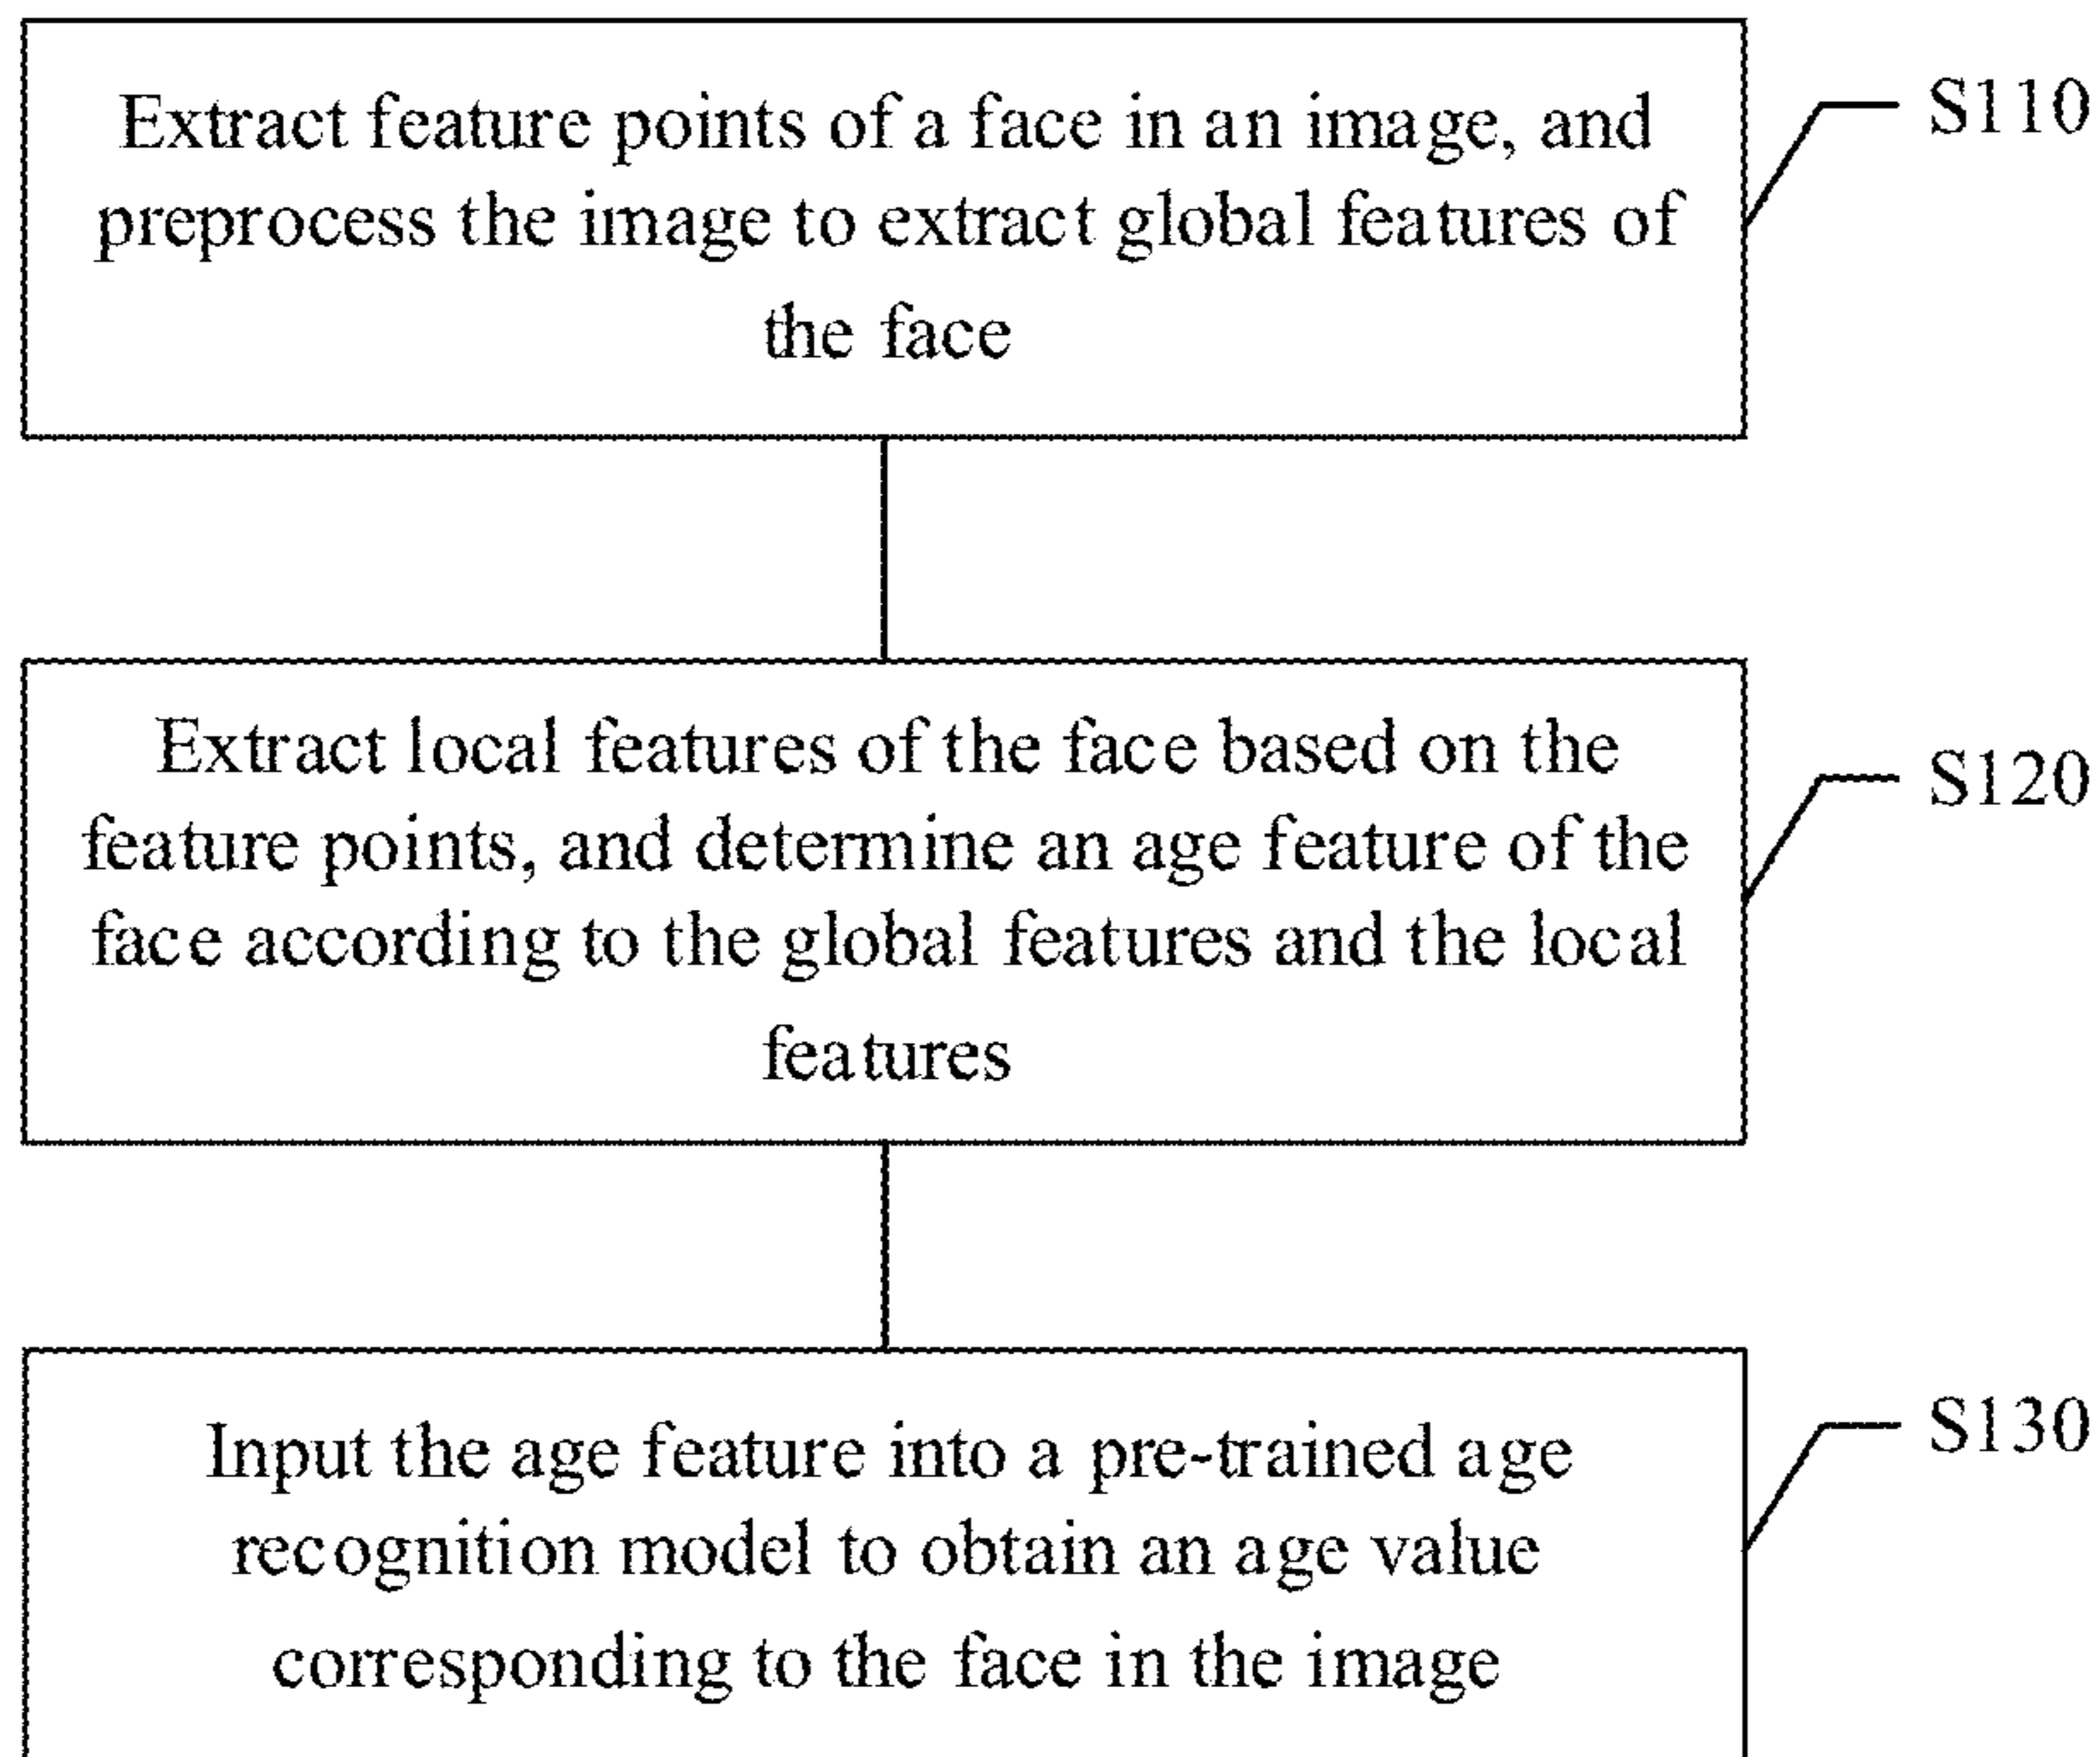 Extract feature points of a face in an image, and
preprocess the image to extract global features of
the face
S110
Extract local features of the face based on the
feature points, and determine an age feature of the
face according to the global features and the local
features
S120
Input the age feature into a pre-trained age
recognition model to obtain an age value
corresponding to the face in the image
S130